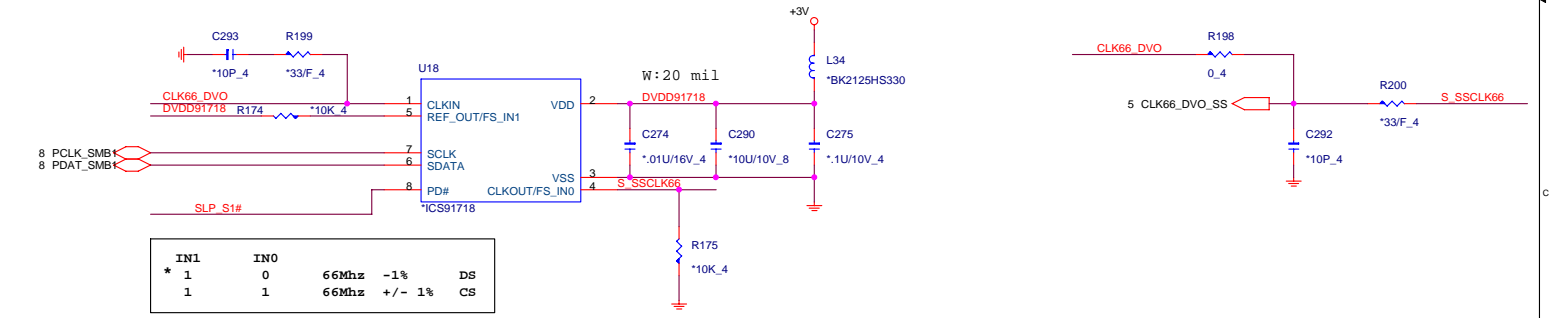 +3V
C293
R199
*10P_4
*33/F_4
L34
*BK2125HS330
U18
W:20 mil
CLK66_DVO
DVDD91718
R174
*10K_4
1
5
CLKIN
REF_OUT/FS_IN1
VDD
2
DVDD91718
C274
*.01U/16V_4
C290
*10U/10V_8
C275
*.1U/10V_4
8 PCLK_SMB1
8 PDAT_SMB1
7
6
SCLK
SDATA
8
PD#
VSS
3
CLKOUT/FS_IN0
4
S_SSCLK66
*ICS91718
SLP_S1#
R175
*10K_4
IN1 IN0
* 1 0 66Mhz -1% DS
1 1 66Mhz +/- 1% CS
CLK66_DVO
R198
0_4
5 CLK66_DVO_SS
R200
*33/F_4
S_SSCLK66
C292
*10P_4
C